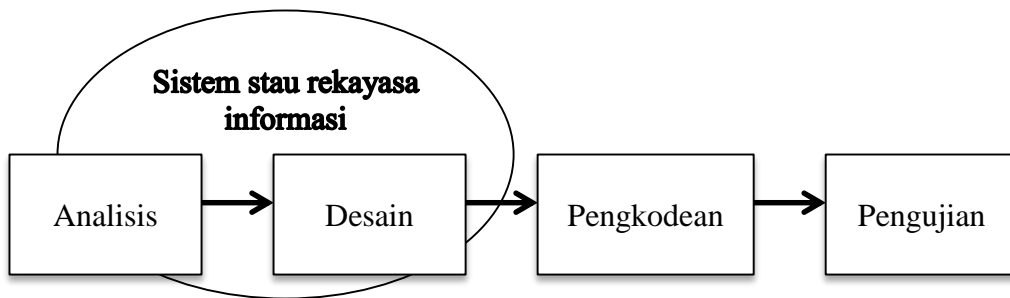 Sistem stau rekayasa
informasi
Analisis
Desain
Pengkodean
Pengujian